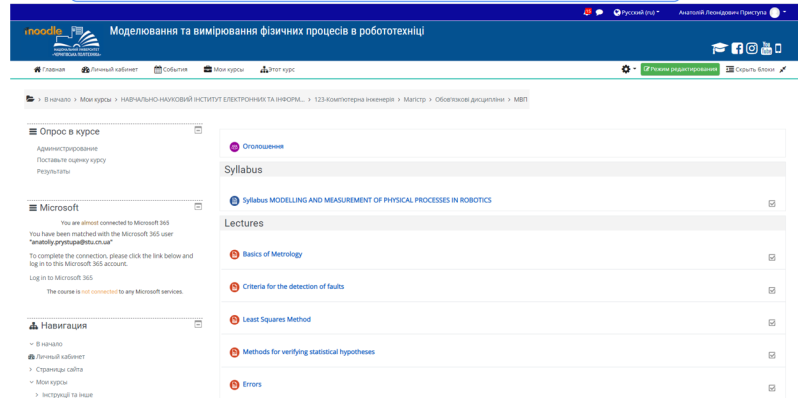 Русский (ru)
Анатолій Леонідович Приступа
noodle
НАЦІОНАЛЬНИЙ УНІВЕРСИТЕТ
«ЧЕРНІГІВСЬКА ПОЛІТЕХНІКА»
Моделювання та вимірювання фізичних процесів в робототехніці
Главная
Личный кабинет
События
Мои курсы
Этот курс
Режим редактирования
Скрыть блоки
В начало > Мои курсы > НАВЧАЛЬНО-НАУКОВИЙ ІНСТИТУТ ЕЛЕКТРОННИХ ТА ІНФОРМ... > 123-Комп'ютерна інженерія > Магістр > Обов'язкові дисципліни > МВП
Опрос в курсе
Администрирование
Поставьте оценку курсу
Результаты
Microsoft
You are almost connected to Microsoft 365
You have been matched with the Microsoft 365 user
"anatoliy.prystupa@stu.cn.ua"
To complete the connection, please click the link below and
log in to this Microsoft 365 account.
Log in to Microsoft 365
The course is not connected to any Microsoft services.
Навигация
В начало
Личный кабинет
Страницы сайта
Мои курсы
Інструкції та інше
Оголошення
Syllabus
Syllabus MODELLING AND MEASUREMENT OF PHYSICAL PROCESSES IN ROBOTICS
Lectures
Basics of Metrology
Criteria for the detection of faults
Least Squares Method
Methods for verifying statistical hypotheses
Errors